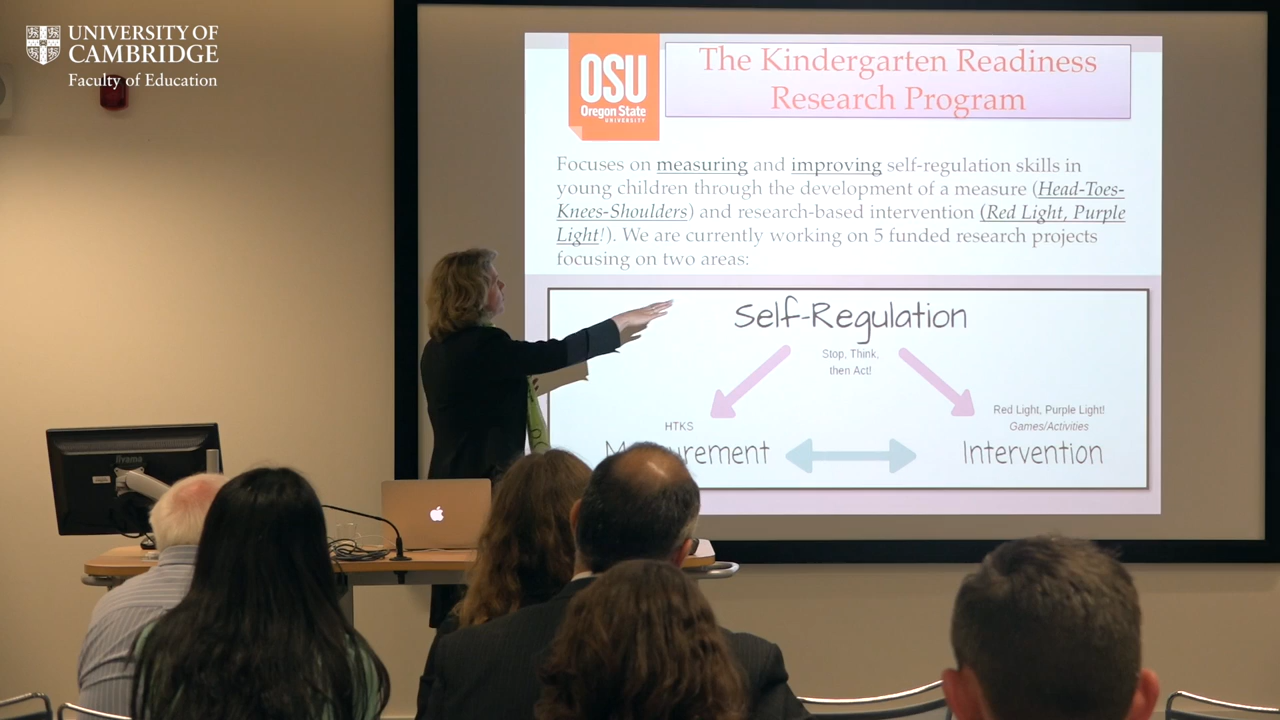 UNIVERSITY OF
CAMBRIDGE
Faculty of Education
OSU
Oregon State
UNIVERSITY
The Kindergarten Readiness
Research Program
Focuses on measuring and improving self-regulation skills in
young children through the development of a measure (Head-Toes-
Knees-Shoulders) and research-based intervention (Red Light, Purple
Light!). We are currently working on 5 funded research projects
focusing on two areas:
Self-Regulation
Stop, Think,
then Act!
HTKS
Measurement
Red Light, Purple Light!
Games/Activities
Intervention
iiyama